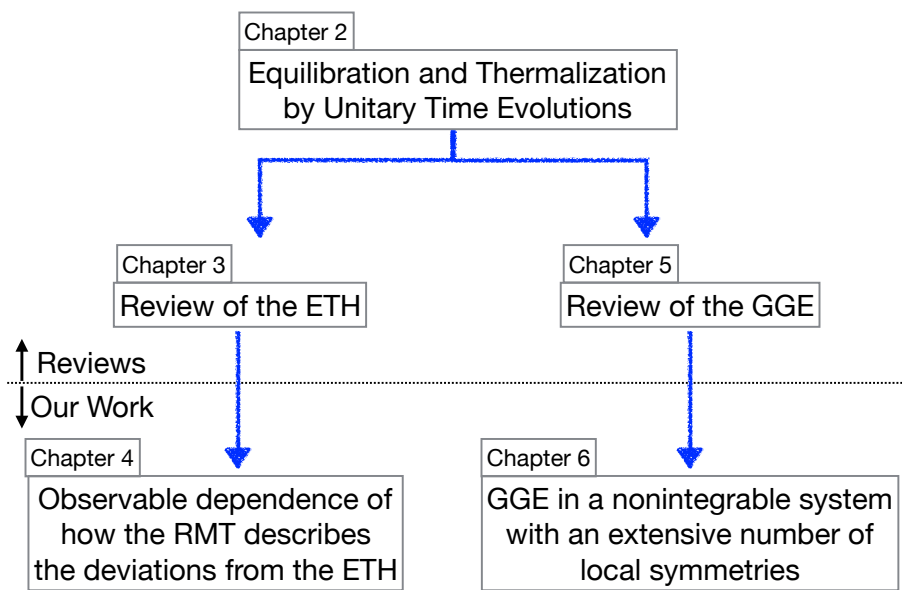 Chapter 2
Equilibration and Thermalization
by Unitary Time Evolutions
Chapter 3
Review of the ETH
Chapter 5
Review of the GGE
Reviews
Our Work
Chapter 4
Observable dependence of
how the RMT describes
the deviations from the ETH
Chapter 6
GGE in a nonintegrable system
with an extensive number of
local symmetries